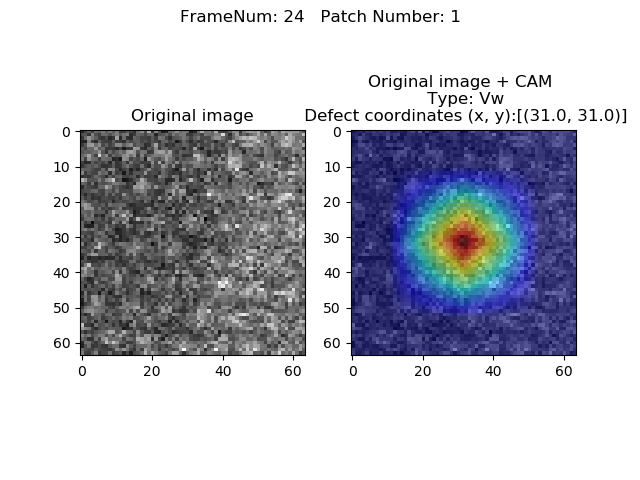 FrameNum: 24   Patch Number: 1
Original image
Original image + CAM
Type: Vw
Defect coordinates (x, y):[(31.0, 31.0)]
0
10
20
30
40
50
60
0 20 40 60
0
10
20
30
40
50
60
0 20 40 60